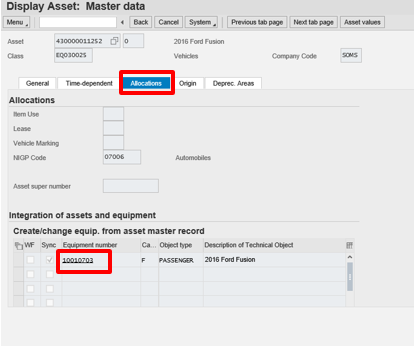 Display Asset: Master data
Menu Back Cancel System Previous tab page Next tab page Asset values
Asset 430000011252 0 2016 Ford Fusion
Class EQ030025 Vehicles Company Code SOMS
General Time-dependent Allocations Origin Deprec. Areas
Allocations
Item Use
Lease
Vehicle Marking
NIGP Code 07006 Automobiles
Asset super number
Integration of assets and equipment
Create/change equip. from asset master record
WF Sync Equipment number Ca... Object type Description of Technical Object
10010703 F PASSENGER 2016 Ford Fusion